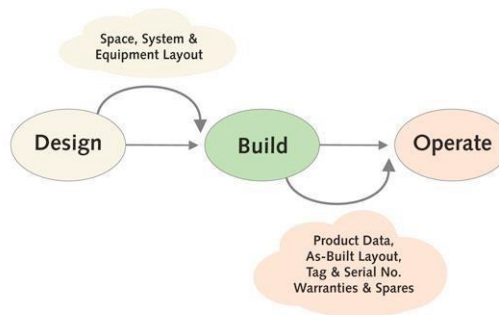 Space, System &
Equipment Layout
Design
Build
Operate
Product Data,
As-Built Layout,
Tag & Serial No.
Warranties & Spares